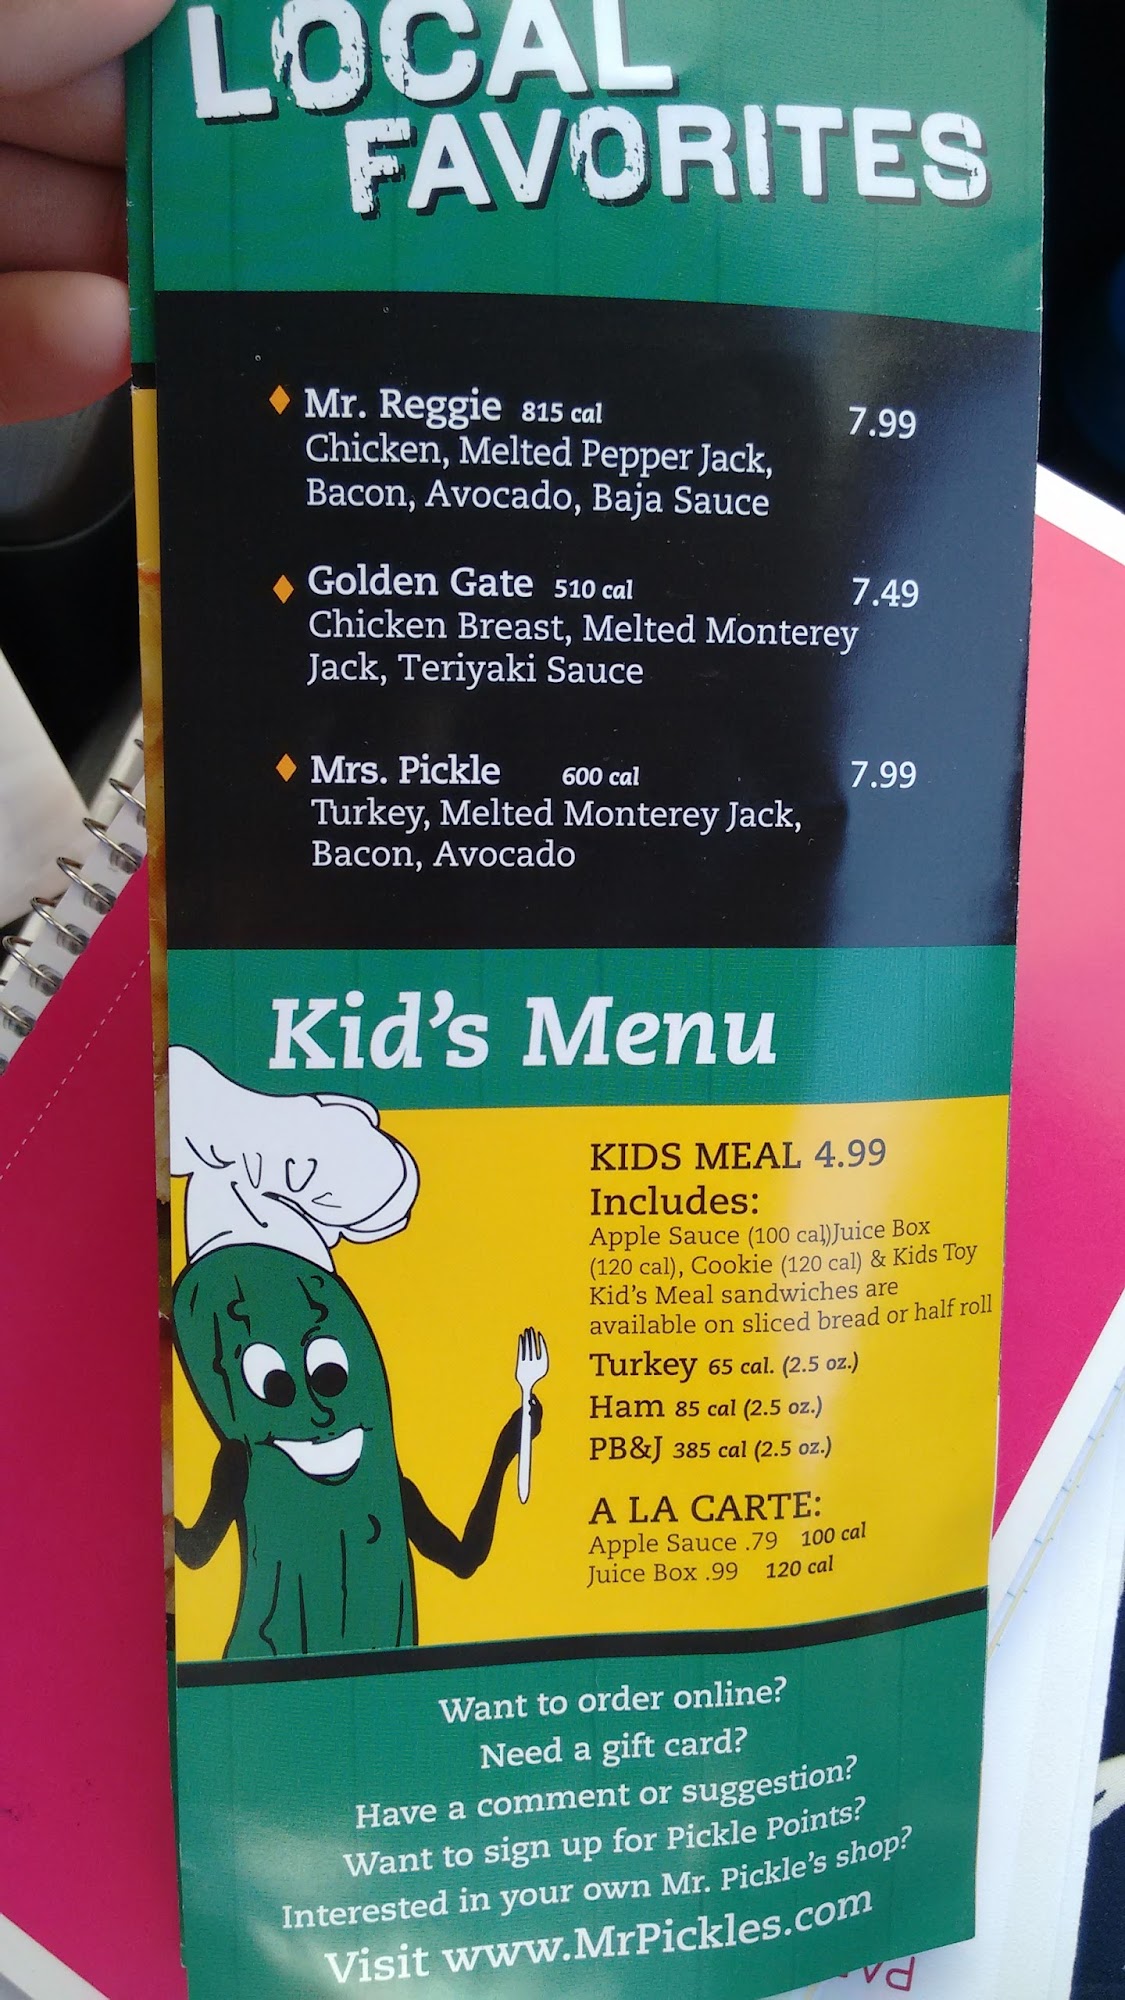 LOCAL
FAVORITES
Mr. Reggie 815 cal 7.99
Chicken, Melted Pepper Jack,
Bacon, Avocado, Baja Sauce
Golden Gate 510 cal 7.49
Chicken Breast, Melted Monterey
Jack, Teriyaki Sauce
Mrs. Pickle 600 cal 7.99
Turkey, Melted Monterey Jack,
Bacon, Avocado
Kid's Menu
KIDS MEAL 4.99
Includes:
Apple Sauce (100 cal)Juice Box
(120 cal), Cookie (120 cal) & Kids Toy
Kid's Meal sandwiches are
available on sliced bread or half roll
Turkey 65 cal. (2.5 oz.)
Ham 85 cal (2.5 oz.)
PB&J 385 cal (2.5 oz.)
A LA CARTE:
Apple Sauce .79 100 cal
Juice Box .99 120 cal
Want to order online?
Need a gift card?
Have a comment or suggestion?
Want to sign up for Pickle Points?
Interested in your own Mr. Pickle's shop?
Visit www.MrPickles.com